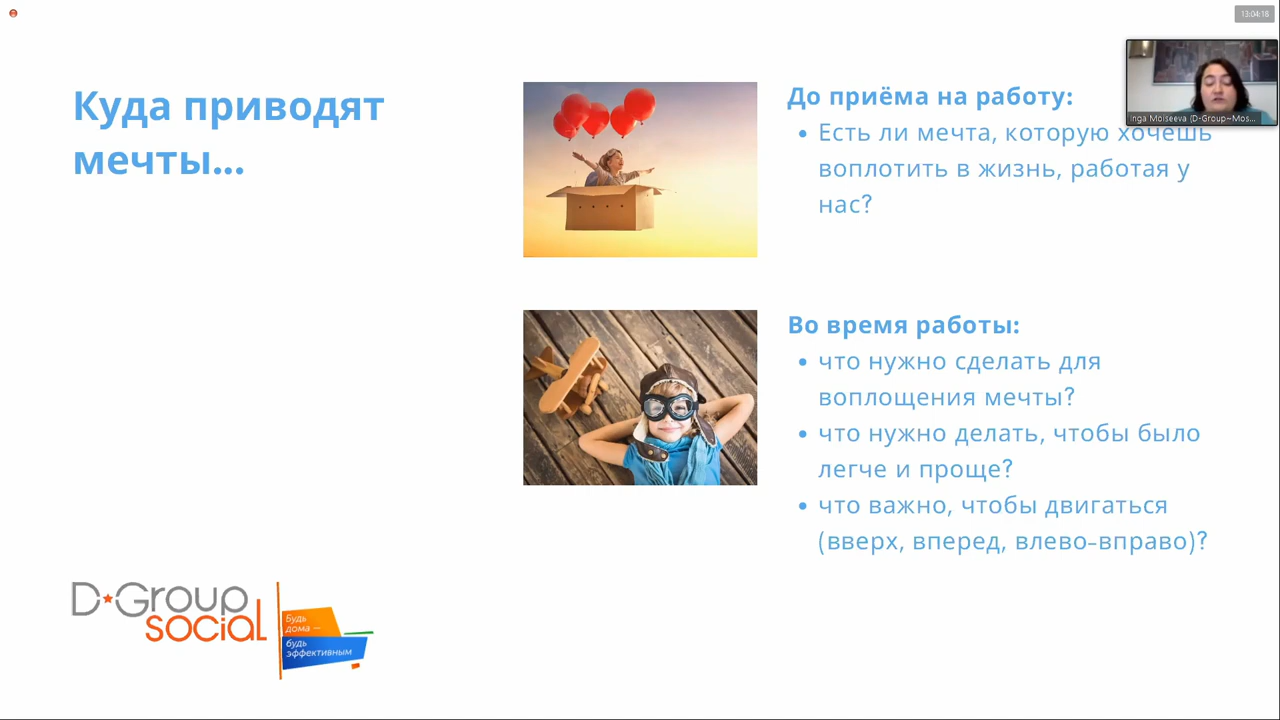 13:04:18
Inga Moiseeva (D-Group~Mos...
Куда приводят
мечты...
До приёма на работу:
• Есть ли мечта, которую хочешь
воплотить в жизнь, работая у
нас?
Во время работы:
• что нужно сделать для
воплощения мечты?
• что нужно делать, чтобы было
легче и проще?
• что важно, чтобы двигаться
(вверх, вперед, влево-вправо)?
D Group
social
Будь
дома —
будь
эффективным